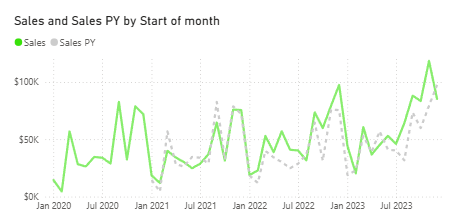 Sales and Sales PY by Start of month
Sales Sales PY
$100K
$50K
$0K
Jan 2020 Jul 2020 Jan 2021 Jul 2021 Jan 2022 Jul 2022 Jan 2023 Jul 2023